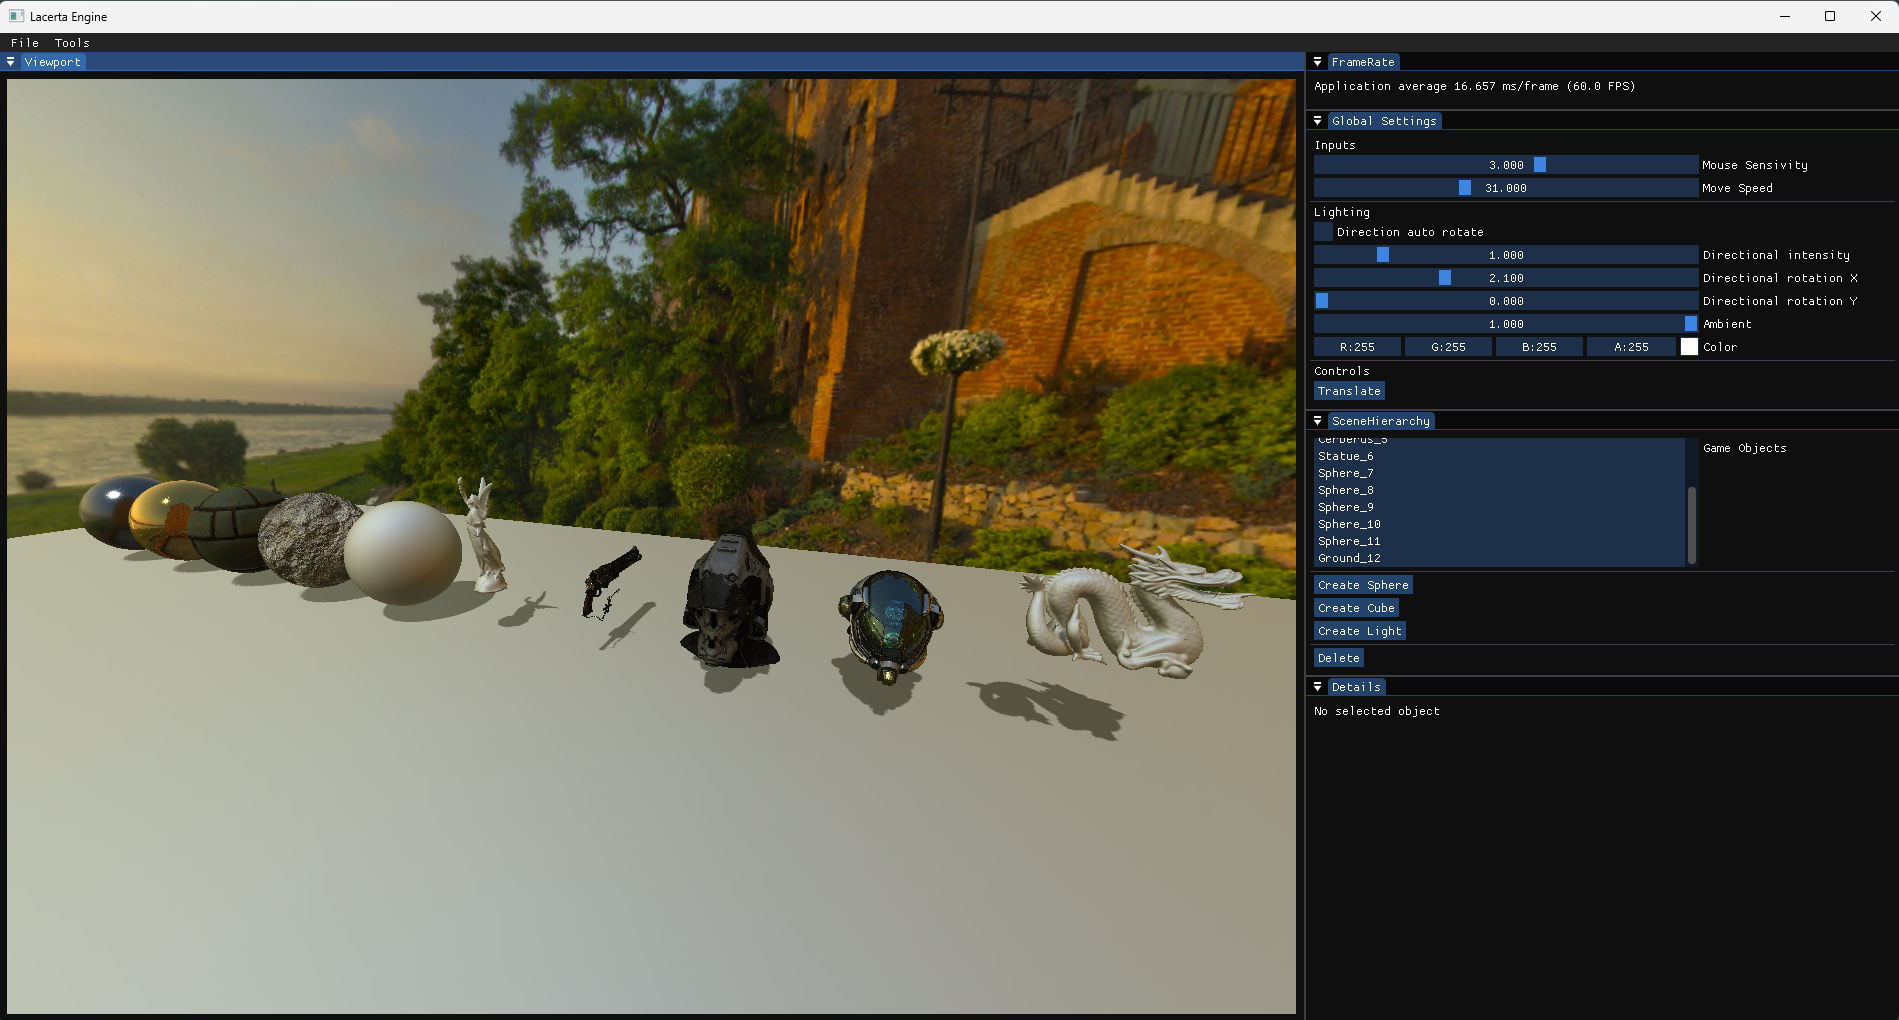 Lacerta Engine
File Tools
Viewport
FrameRate
Application average 16.657 ms/frame (60.0 FPS)
Global Settings
Inputs
3.000 Mouse Sensivity
31.000 Move Speed
Lighting
Direction auto rotate
1.000 Directional intensity
2.100 Directional rotation X
0.000 Directional rotation Y
1.000 Ambient
R:255 G:255 B:255 A:255 Color
Controls
Translate
SceneHierarchy
Cerberus_5
Game Objects
Statue_6
Sphere_7
Sphere_8
Sphere_9
Sphere_10
Sphere_11
Ground_12
Create Sphere
Create Cube
Create Light
Delete
Details
No selected object